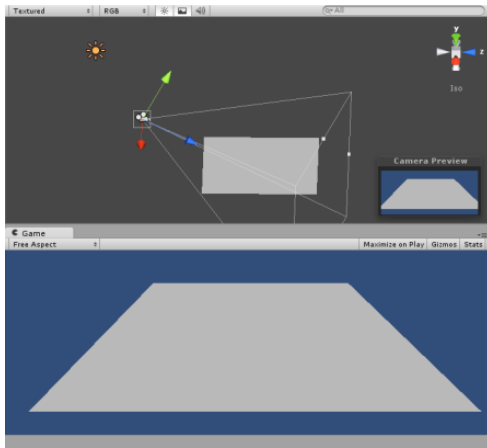 Textured RGB All
y
z
Iso
Camera Preview
Game
Free Aspect Maximize on Play Gizmos Stats